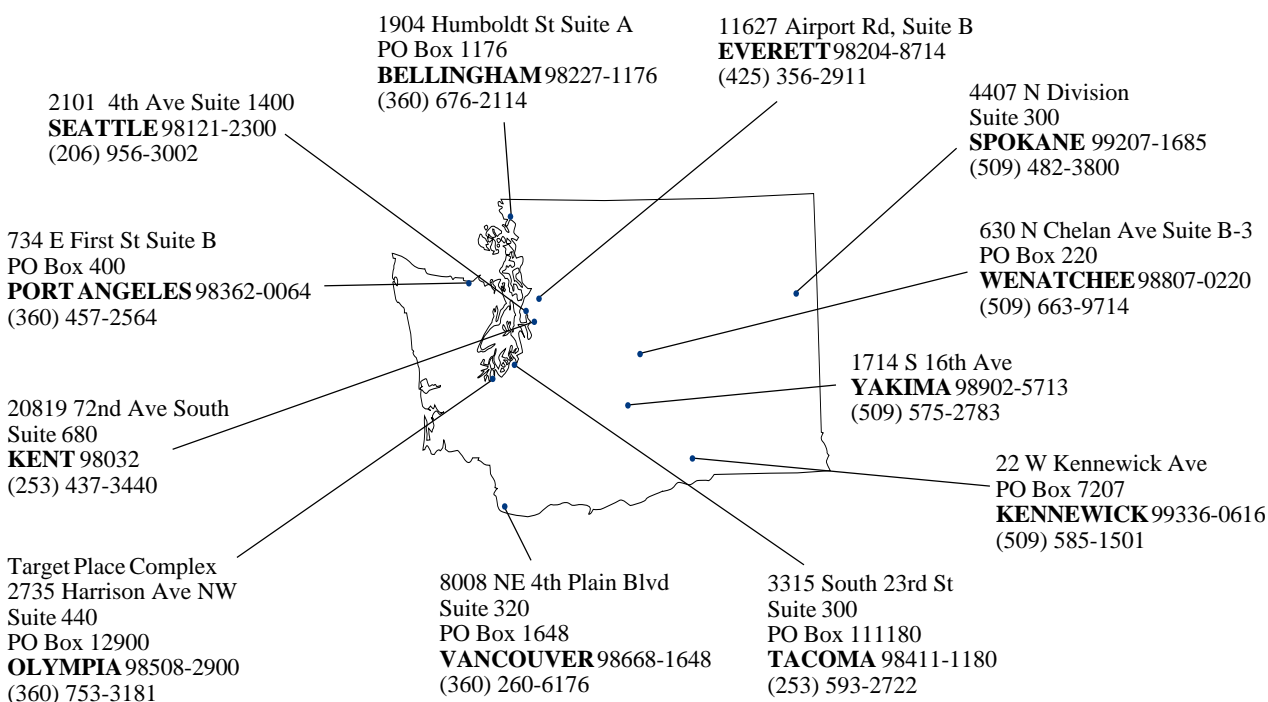 1904 Humboldt St Suite A
PO Box 1176
BELLINGHAM 98227-1176
(360) 676-2114
11627 Airport Rd, Suite B
EVERETT 98204-8714
(425) 356-2911
2101 4th Ave Suite 1400
SEATTLE 98121-2300
(206) 956-3002
4407 N Division
Suite 300
SPOKANE 99207-1685
(509) 482-3800
734 E First St Suite B
PO Box 400
PORT ANGELES 98362-0064
(360) 457-2564
630 N Chelan Ave Suite B-3
PO Box 220
WENATCHEE 98807-0220
(509) 663-9714
1714 S 16th Ave
YAKIMA 98902-5713
(509) 575-2783
20819 72nd Ave South
Suite 680
KENT 98032
(253) 437-3440
22 W Kennewick Ave
PO Box 7207
KENNEWICK 99336-0616
(509) 585-1501
Target Place Complex
2735 Harrison Ave NW
Suite 440
PO Box 12900
OLYMPIA 98508-2900
(360) 753-3181
8008 NE 4th Plain Blvd
Suite 320
PO Box 1648
VANCOUVER 98668-1648
(360) 260-6176
3315 South 23rd St
Suite 300
PO Box 111180
TACOMA 98411-1180
(253) 593-2722